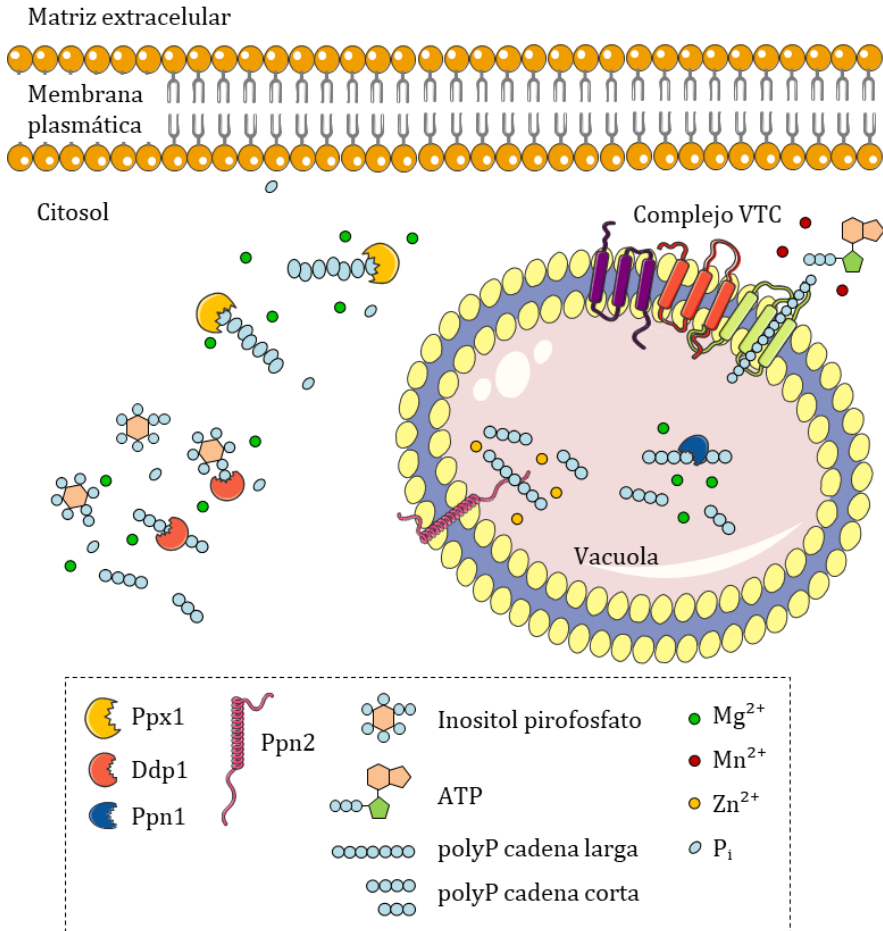 Matriz extracelular
Membrana
plasmática
Citosol
Complejo VTC
Vacuola
Ppx1
Ddp1
Ppn1
Ppn2
Inositol pirofosfato
ATP
polyP cadena larga
polyP cadena corta
Mg²⁺
Mn²⁺
Zn²⁺
Pᵢ